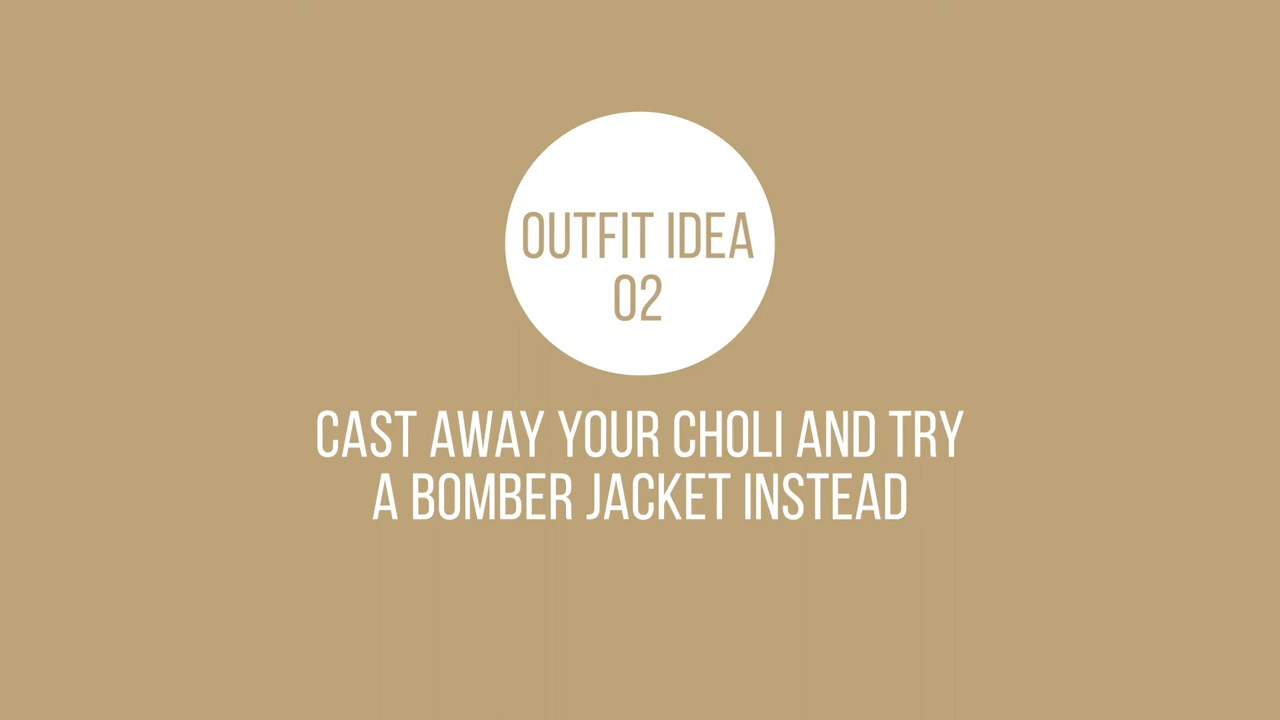 OUTFIT IDEA
02
CAST AWAY YOUR CHOLI AND TRY
A BOMBER JACKET INSTEAD